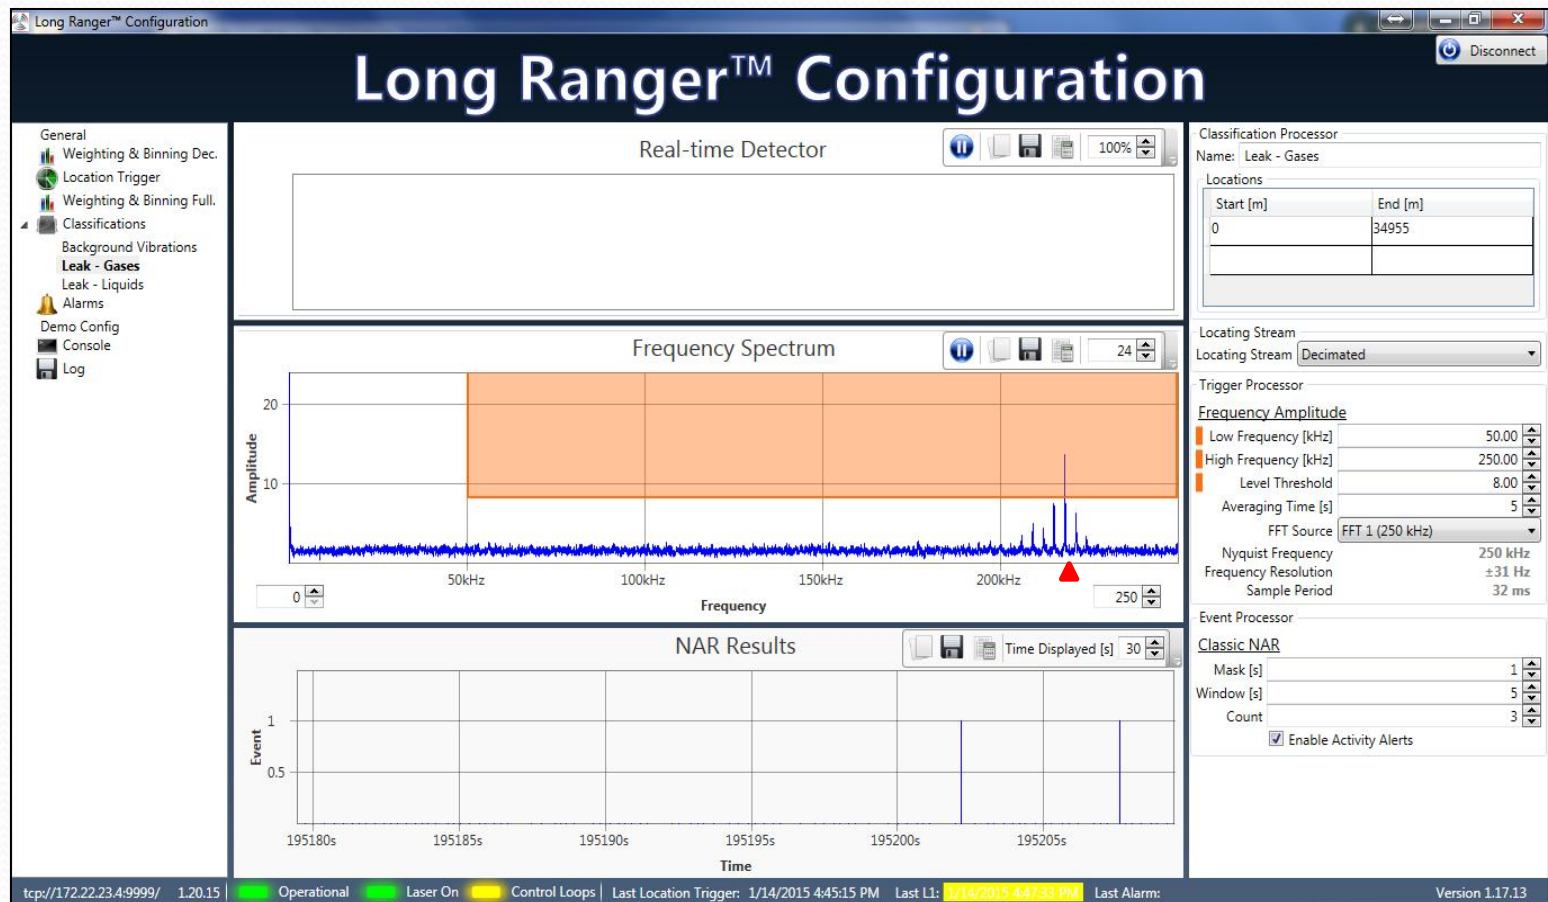 Long Ranger™ Configuration
Disconnect
Long Ranger™ Configuration
General
Weighting & Binning Dec.
Location Trigger
Weighting & Binning Full.
Classifications
Background Vibrations
Leak - Gases
Leak - Liquids
Alarms
Demo Config
Console
Log
Real-time Detector
100%
Frequency Spectrum
24
20
10
Amplitude
50kHz 100kHz 150kHz 200kHz
0
250
Frequency
NAR Results
Time Displayed [s] 30
1
0.5
Event
195180s 195185s 195190s 195195s 195200s 195205s
Time
Classification Processor
Name: Leak - Gases
Locations
Start [m] End [m]
0 34955
Locating Stream
Locating Stream Decimated
Trigger Processor
Frequency Amplitude
Low Frequency [kHz] 50.00
High Frequency [kHz] 250.00
Level Threshold 8.00
Averaging Time [s] 5
FFT Source FFT 1 (250 kHz)
Nyquist Frequency 250 kHz
Frequency Resolution ±31 Hz
Sample Period 32 ms
Event Processor
Classic NAR
Mask [s] 1
Window [s] 5
Count 3
Enable Activity Alerts
tcp://172.22.23.4:9999/ 1.20.15 Operational Laser On Control Loops Last Location Trigger: 1/14/2015 4:45:15 PM Last L1: 1/14/2015 4:47:33 PM Last Alarm: Version 1.17.13